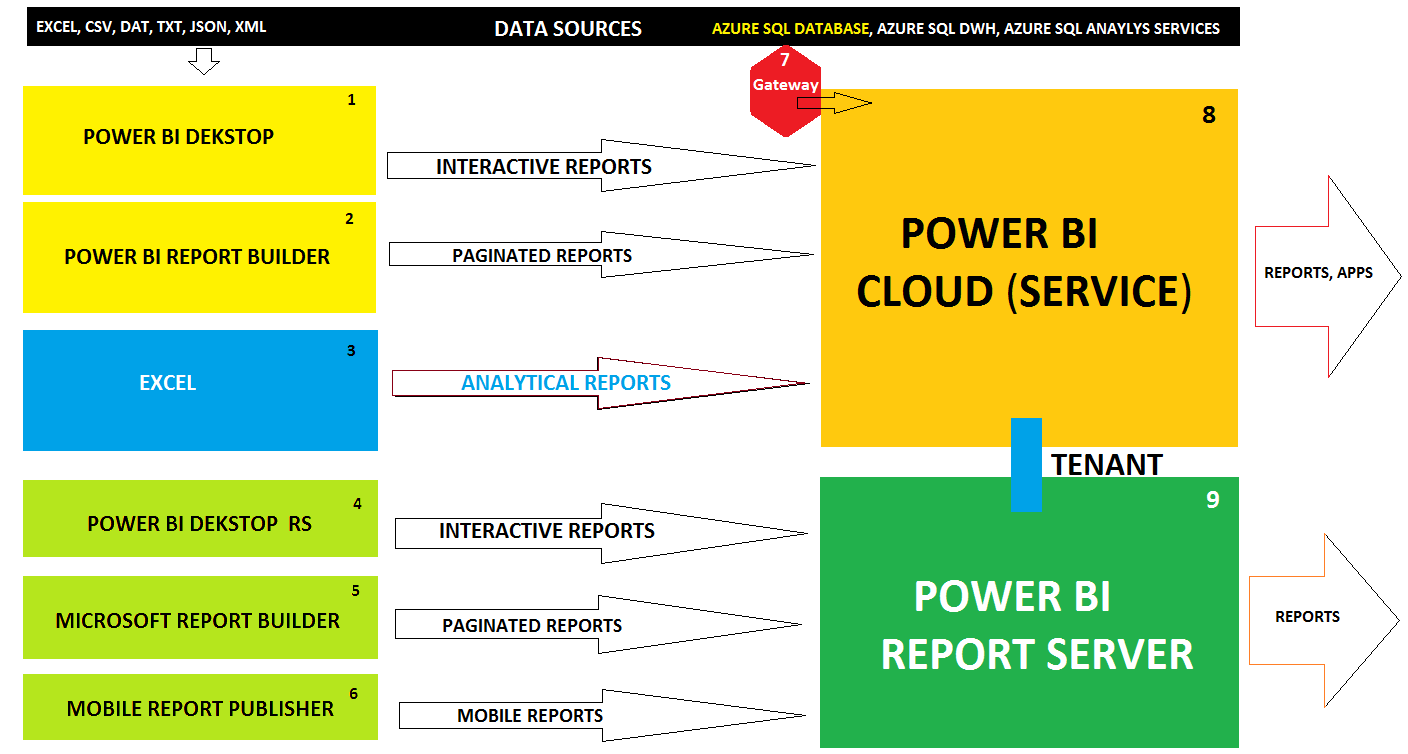 EXCEL, CSV, DAT, TXT, JSON, XML
DATA SOURCES
AZURE SQL DATABASE, AZURE SQL DWH, AZURE SQL ANAYLYS SERVICES
7
Gateway
1
POWER BI DEKSTOP
INTERACTIVE REPORTS
8
2
POWER BI REPORT BUILDER
PAGINATED REPORTS
POWER BI
CLOUD (SERVICE)
REPORTS, APPS
3
EXCEL
ANALYTICAL REPORTS
TENANT
4
POWER BI DEKSTOP  RS
INTERACTIVE REPORTS
9
5
MICROSOFT REPORT BUILDER
PAGINATED REPORTS
POWER BI
REPORT SERVER
REPORTS
6
MOBILE REPORT PUBLISHER
MOBILE REPORTS